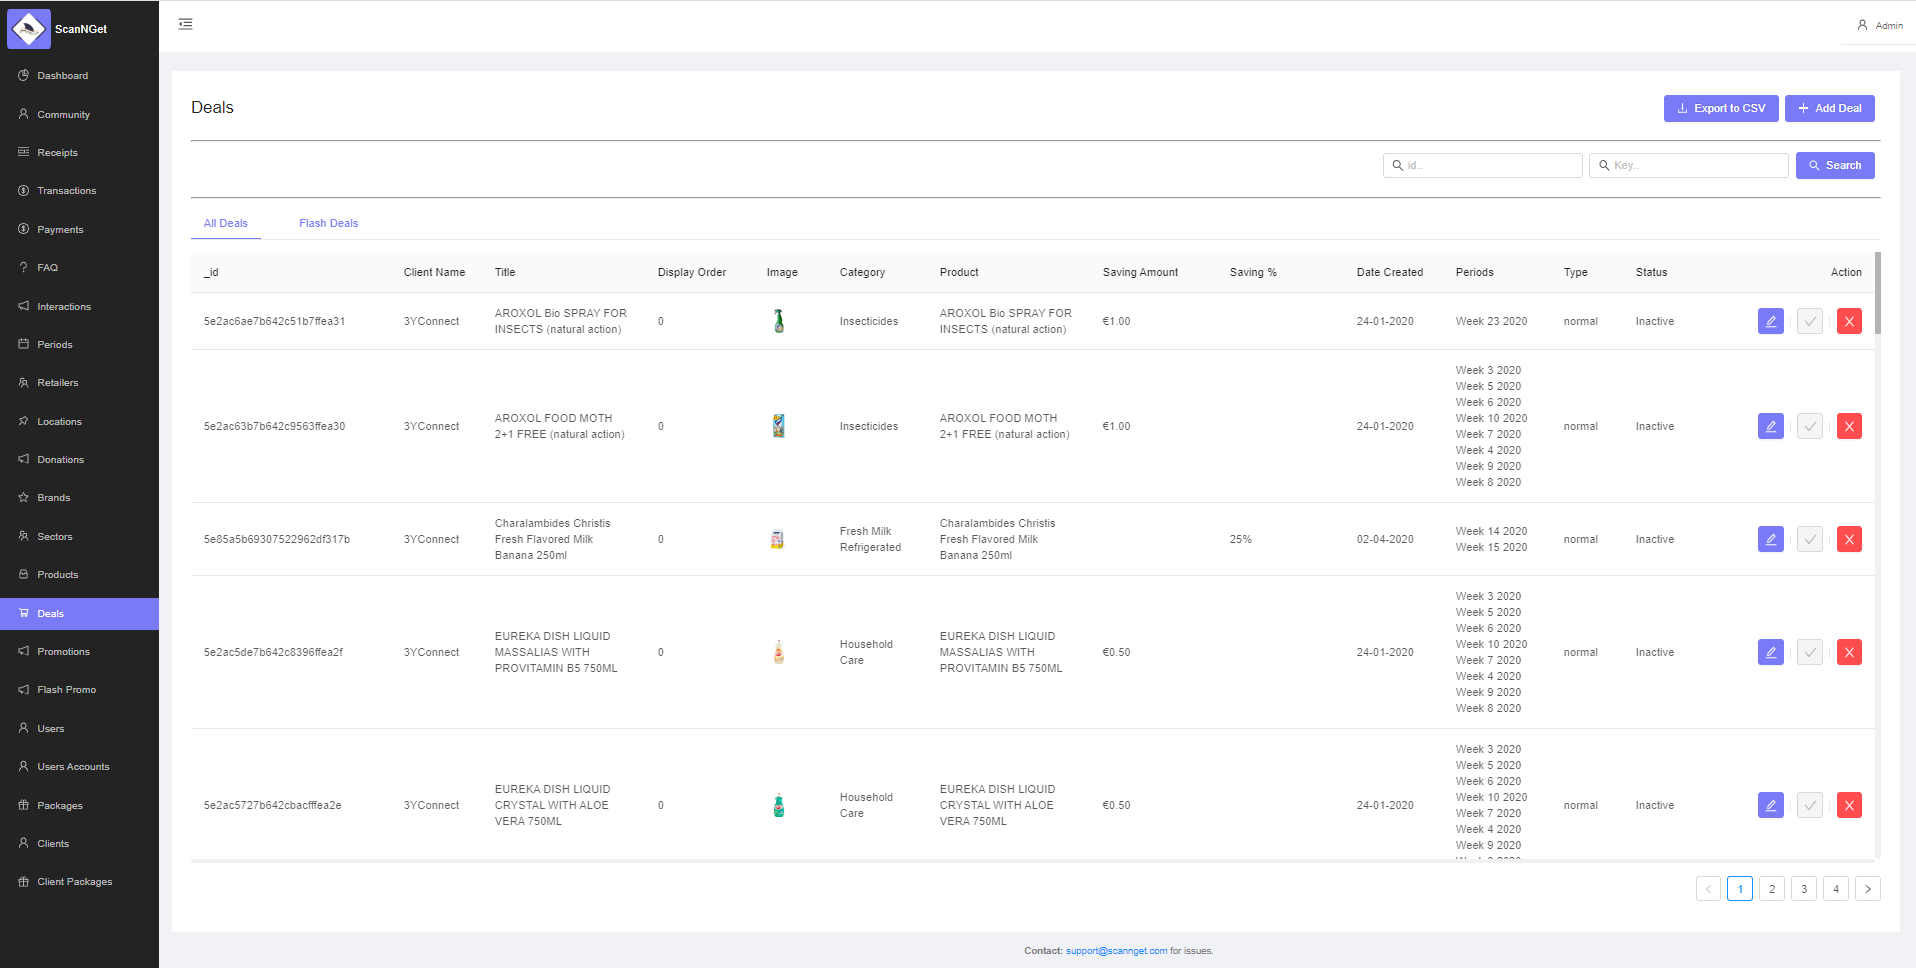 ScanNGet
Admin
Dashboard
Community
Receipts
Transactions
Payments
FAQ
Interactions
Periods
Retailers
Locations
Donations
Brands
Sectors
Products
Deals
Promotions
Flash Promo
Users
Users Accounts
Packages
Clients
Client Packages
Deals
Export to CSV
Add Deal
id..
Key..
Search
All Deals
Flash Deals
_id Client Name Title Display Order Image Category Product Saving Amount Saving % Date Created Periods Type Status Action
5e2ac6ae7b642c51b7ffea31
3YConnect
AROXOL Bio SPRAY FOR
INSECTS (natural action)
0
Insecticides
AROXOL Bio SPRAY FOR
INSECTS (natural action)
€1.00
24-01-2020
Week 23 2020
normal
Inactive
5e2ac63b7b642c9563ffea30
3YConnect
AROXOL FOOD MOTH
2+1 FREE (natural action)
0
Insecticides
AROXOL FOOD MOTH
2+1 FREE (natural action)
€1.00
24-01-2020
Week 3 2020
Week 5 2020
Week 6 2020
Week 10 2020
Week 7 2020
Week 4 2020
Week 9 2020
Week 8 2020
normal
Inactive
5e85a5b69307522962df317b
3YConnect
Charalambides Christis
Fresh Flavored Milk
Banana 250ml
0
Fresh Milk
Refrigerated
Charalambides Christis
Fresh Flavored Milk
Banana 250ml
25%
02-04-2020
Week 14 2020
Week 15 2020
normal
Inactive
5e2ac5de7b642c8396ffea2f
3YConnect
EUREKA DISH LIQUID
MASSALIAS WITH
PROVITAMIN B5 750ML
0
Household
Care
EUREKA DISH LIQUID
MASSALIAS WITH
PROVITAMIN B5 750ML
€0.50
24-01-2020
Week 3 2020
Week 5 2020
Week 6 2020
Week 10 2020
Week 7 2020
Week 4 2020
Week 9 2020
Week 8 2020
normal
Inactive
5e2ac5727b642cbacfffea2e
3YConnect
EUREKA DISH LIQUID
CRYSTAL WITH ALOE
VERA 750ML
0
Household
Care
EUREKA DISH LIQUID
CRYSTAL WITH ALOE
VERA 750ML
€0.50
24-01-2020
Week 3 2020
Week 5 2020
Week 6 2020
Week 10 2020
Week 7 2020
Week 4 2020
Week 9 2020
normal
Inactive
1 2 3 4
Contact: support@scannget.com for issues.